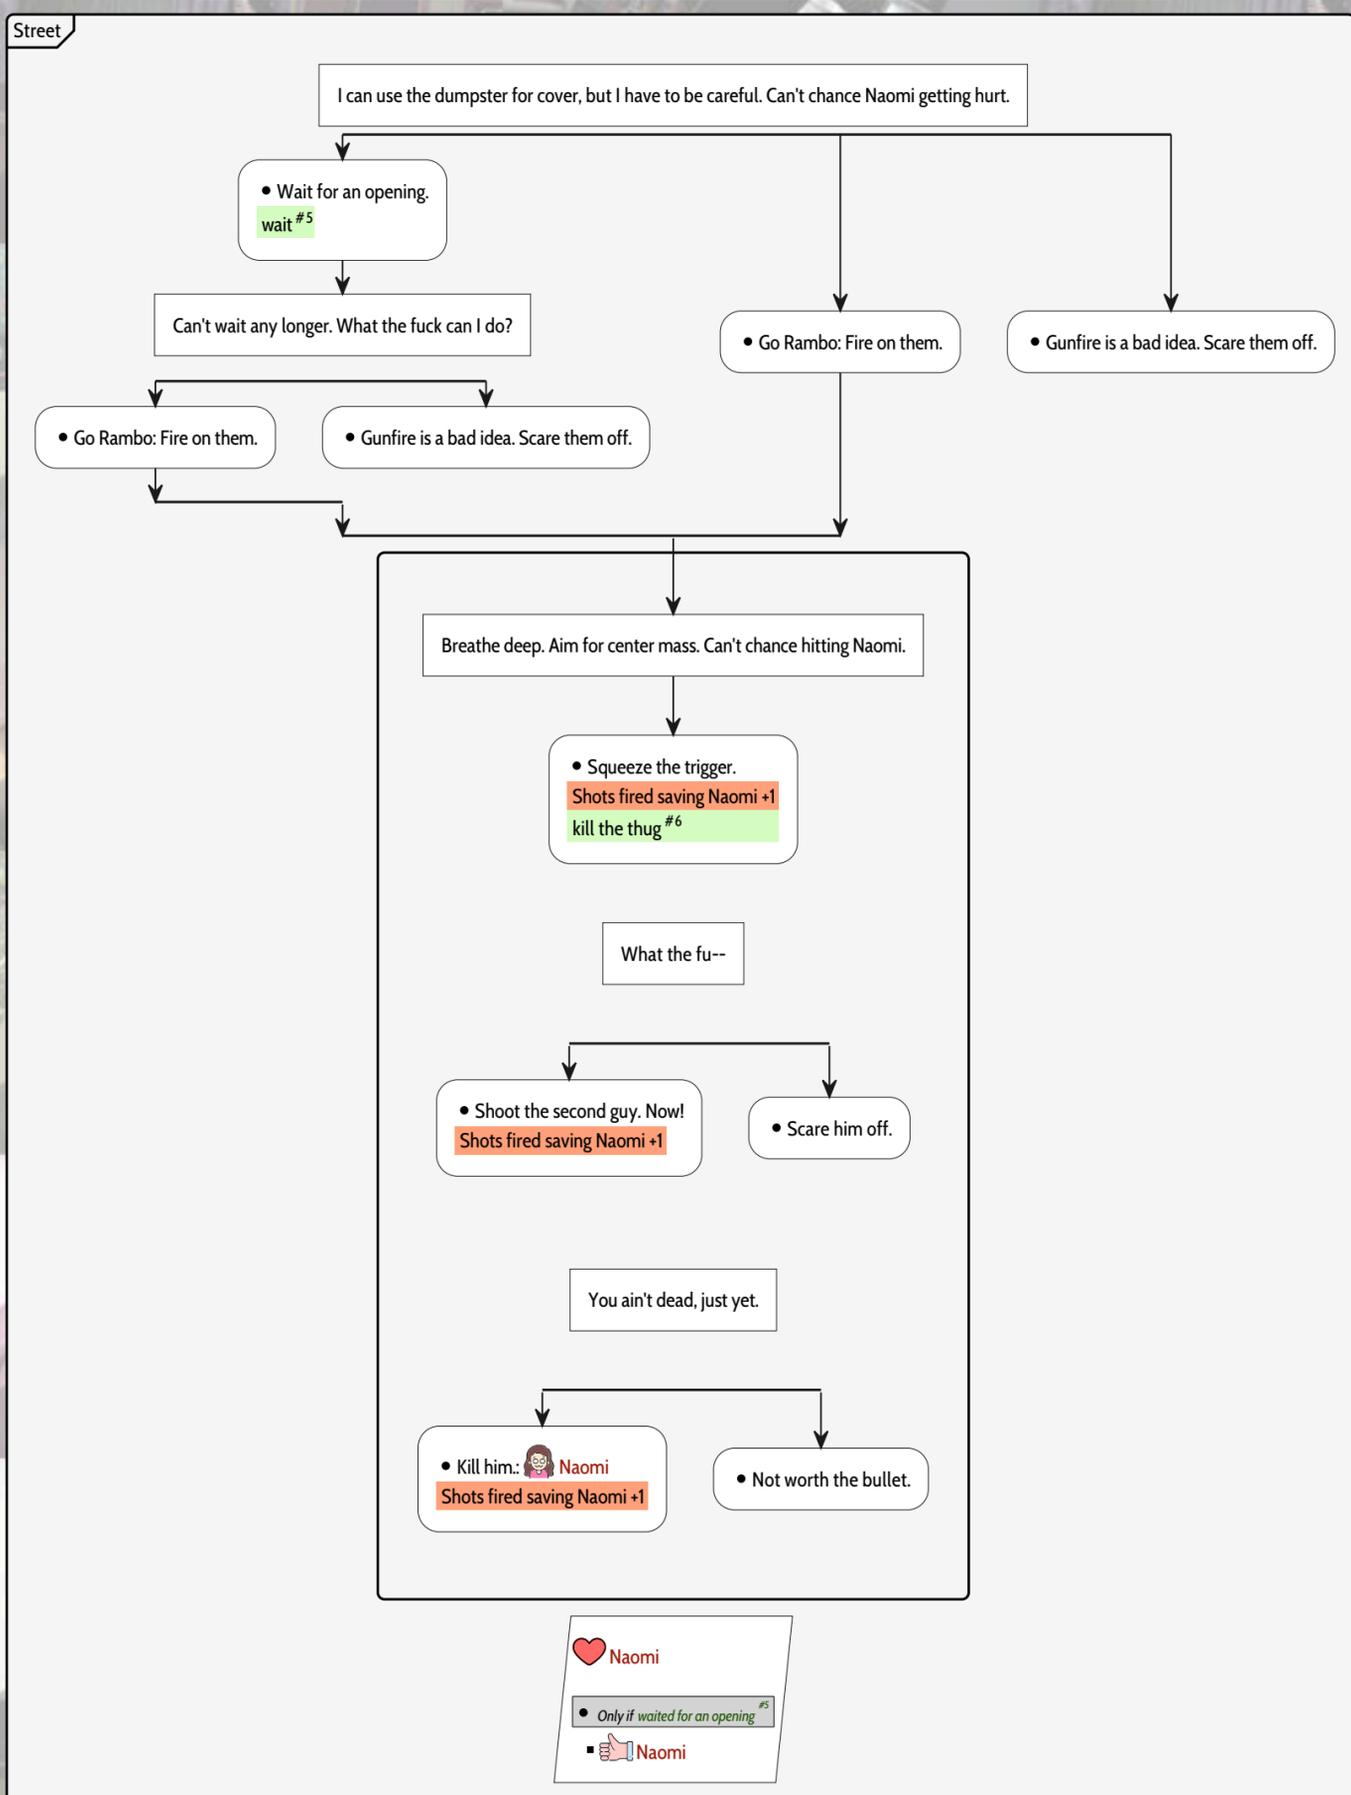 Street
I can use the dumpster for cover, but I have to be careful. Can't chance Naomi getting hurt.
• Wait for an opening.
wait #5
Can't wait any longer. What the fuck can I do?
• Go Rambo: Fire on them.
• Gunfire is a bad idea. Scare them off.
• Go Rambo: Fire on them.
• Gunfire is a bad idea. Scare them off.
Breathe deep. Aim for center mass. Can't chance hitting Naomi.
• Squeeze the trigger.
Shots fired saving Naomi +1
kill the thug #6
What the fu--
• Shoot the second guy. Now!
Shots fired saving Naomi +1
• Scare him off.
You ain't dead, just yet.
• Kill him.: Naomi
Shots fired saving Naomi +1
• Not worth the bullet.
Naomi
• Only if waited for an opening #5
▪ Naomi